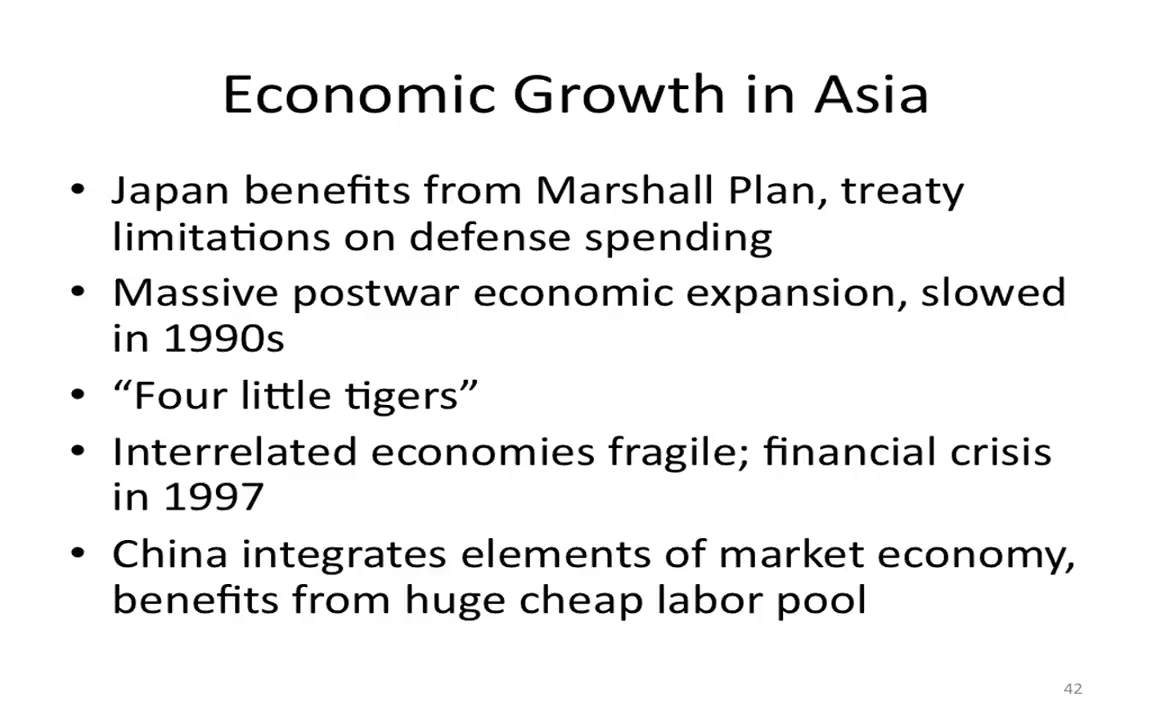 Economic Growth in Asia
• Japan benefits from Marshall Plan, treaty
limitations on defense spending
• Massive postwar economic expansion, slowed
in 1990s
• “Four little tigers”
• Interrelated economies fragile; financial crisis
in 1997
• China integrates elements of market economy,
benefits from huge cheap labor pool
42